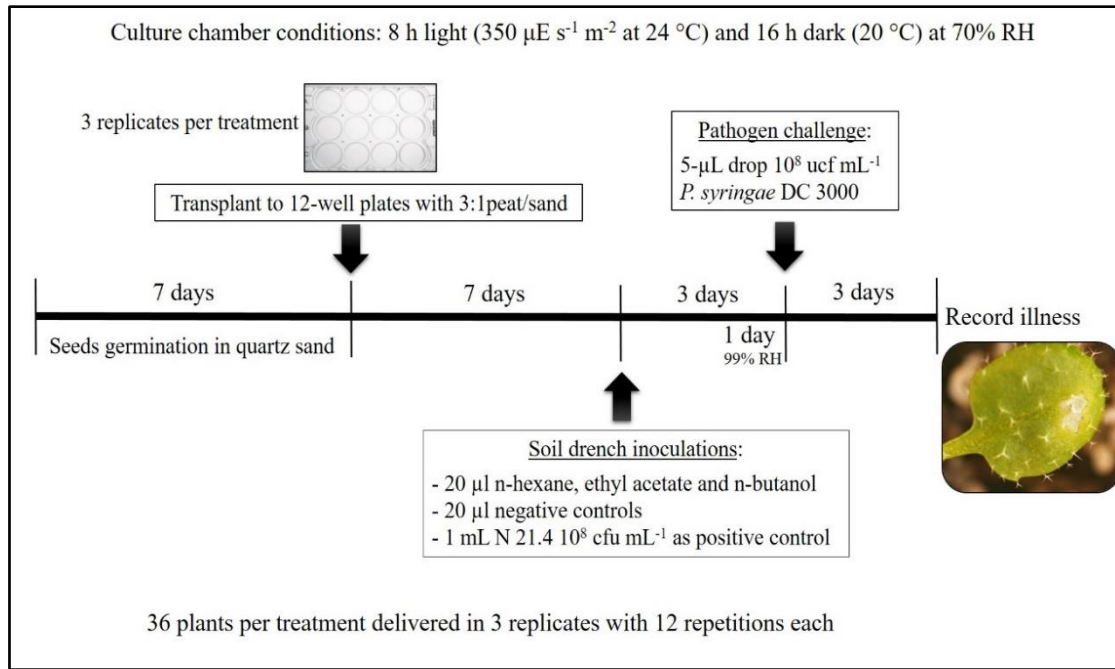 Culture chamber conditions: 8 h light (350 μE s⁻¹ m⁻² at 24 °C) and 16 h dark (20 °C) at 70% RH
3 replicates per treatment
Transplant to 12-well plates with 3:1peat/sand
Pathogen challenge:
5-μL drop 10⁸ ucf mL⁻¹
P. syringae DC 3000
7 days
7 days
3 days
3 days
Seeds germination in quartz sand
1 day
99% RH
Record illness
Soil drench inoculations:
- 20 μl n-hexane, ethyl acetate and n-butanol
- 20 μl negative controls
- 1 mL N 21.4 10⁸ cfu mL⁻¹ as positive control
36 plants per treatment delivered in 3 replicates with 12 repetitions each